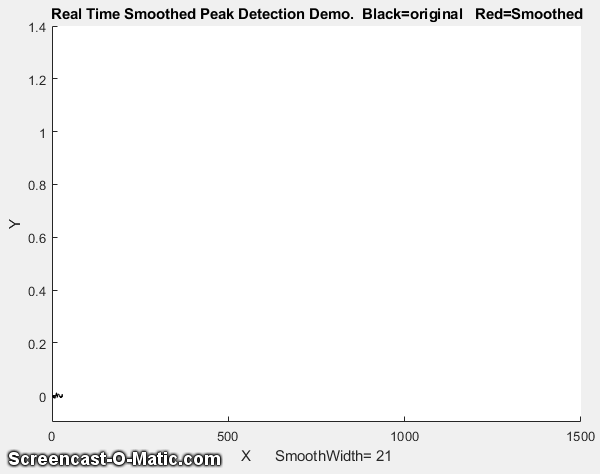 Real Time Smoothed Peak Detection Demo.  Black=original   Red=Smoothed
1.4
1.2
1
0.8
0.6
0.4
0.2
0
Y
0 500 1000 1500
X SmoothWidth= 21
Screencast-O-Matic.com